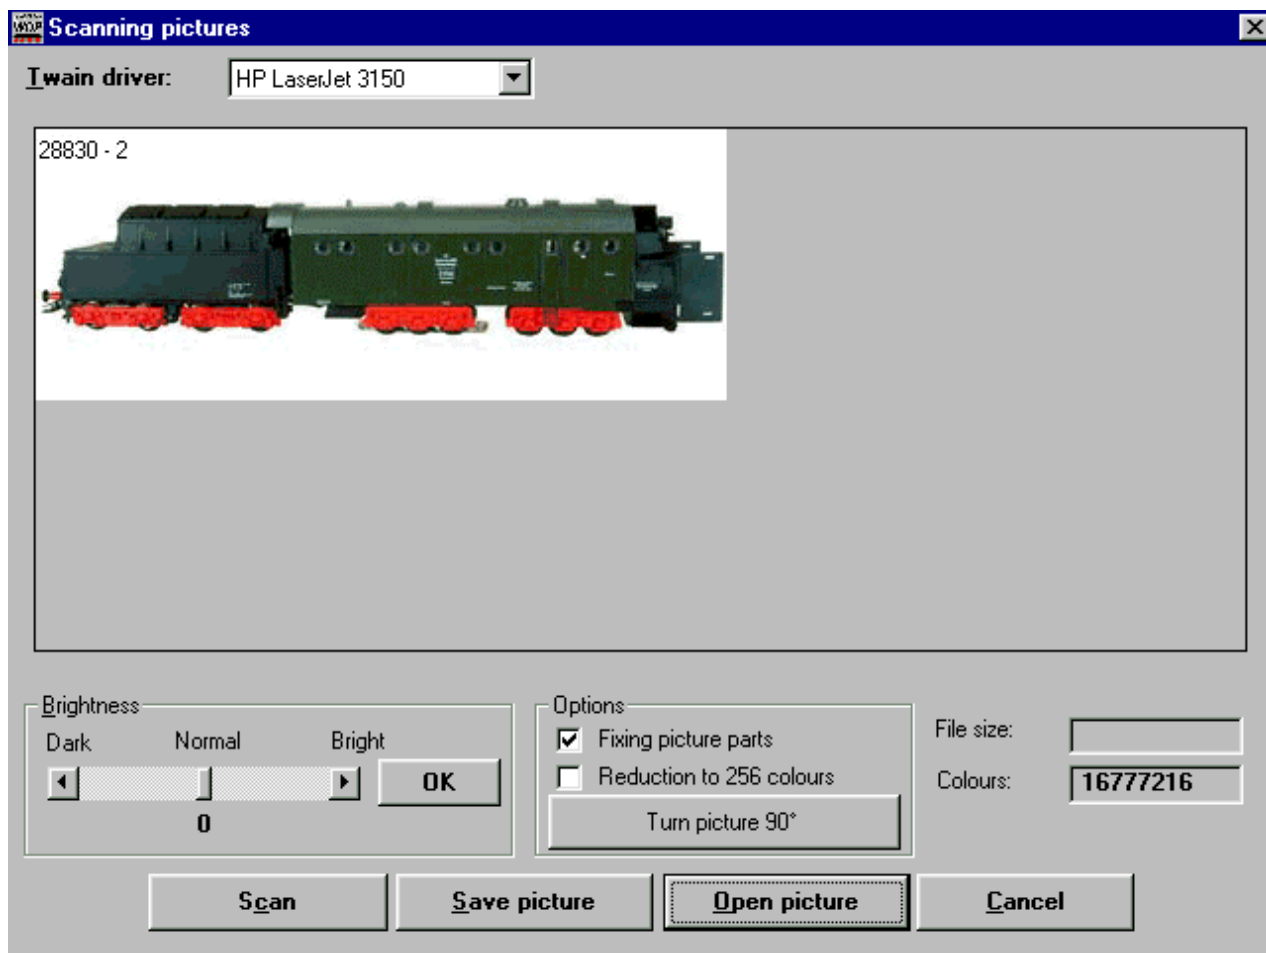 Scanning pictures
Twain driver: HP LaserJet 3150
28830 - 2
Brightness
Dark Normal Bright
OK
0
Options
Fixing picture parts
Reduction to 256 colours
Turn picture 90°
File size:
Colours: 16777216
Scan Save picture Open picture Cancel